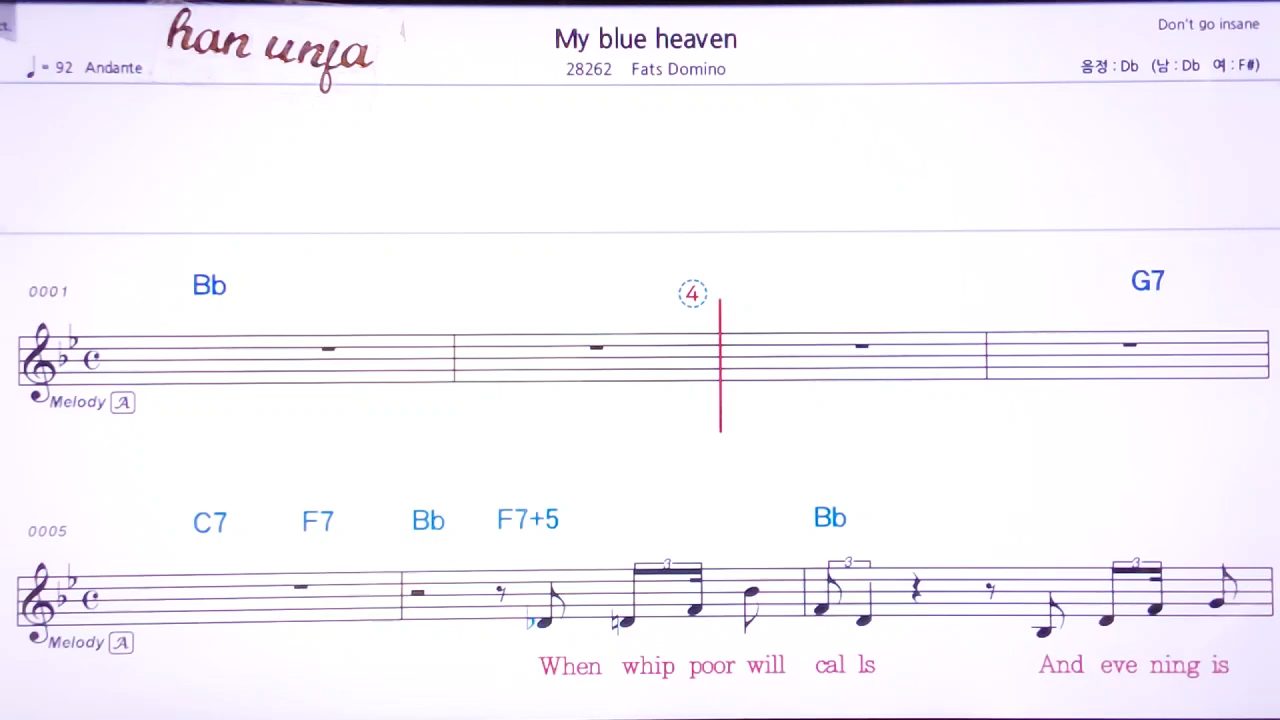 han unfa
My blue heaven
Don't go insane
♩= 92 Andante
28262 Fats Domino
음정 : Db (남 : Db 여 : F#)
4
0001
Bb
G7
Melody A
0005
C7 F7 Bb F7+5 Bb
3 3 3
Melody A
When whip poor will cal ls And eve ning is